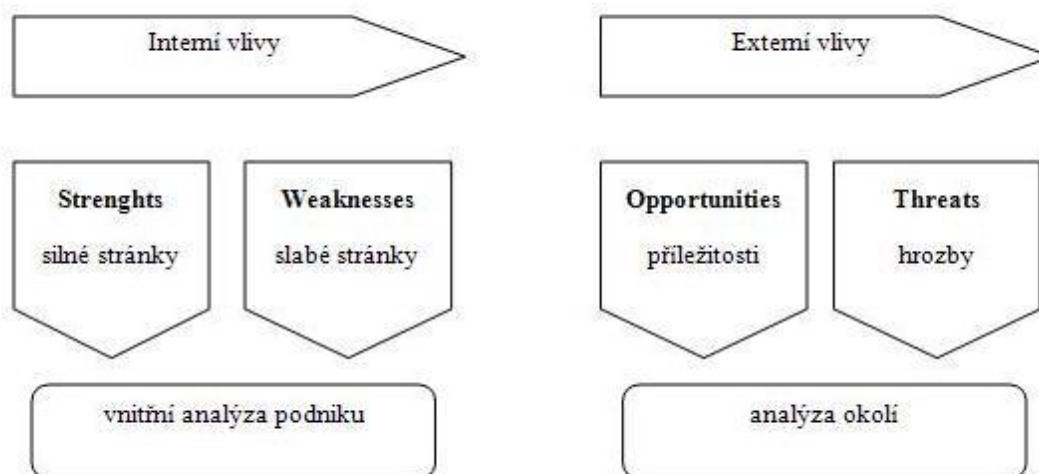 Interní vlivy
Externí vlivy
Strenghts
silné stránky
Weaknesses
slabé stránky
Opportunities
příležitosti
Threats
hrozby
vnitřní analýza podniku
analýza okolí